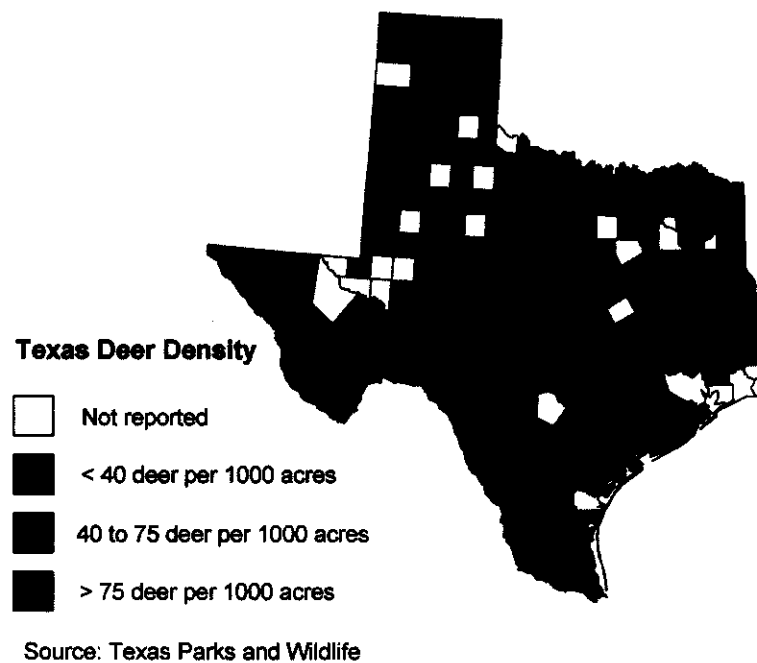 Texas Deer Density
Not reported
< 40 deer per 1000 acres
40 to 75 deer per 1000 acres
> 75 deer per 1000 acres
Source: Texas Parks and Wildlife